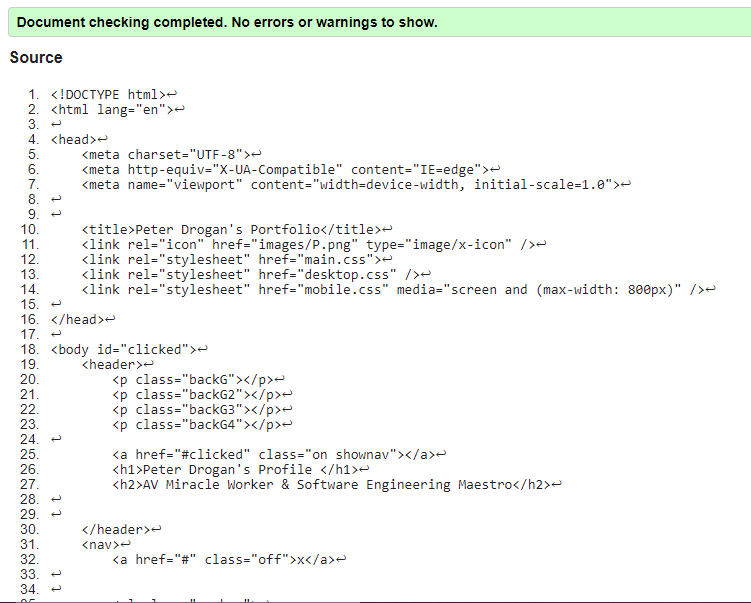 Document checking completed. No errors or warnings to show.
Source
1. <!DOCTYPE html>↩
2. <html lang="en">↩
3. ↩
4. <head>↩
5.     <meta charset="UTF-8">↩
6.     <meta http-equiv="X-UA-Compatible" content="IE=edge">↩
7.     <meta name="viewport" content="width=device-width, initial-scale=1.0">↩
8. ↩
9. ↩
10.     <title>Peter Drogan's Portfolio</title>↩
11.     <link rel="icon" href="images/P.png" type="image/x-icon" />↩
12.     <link rel="stylesheet" href="main.css">↩
13.     <link rel="stylesheet" href="desktop.css" />↩
14.     <link rel="stylesheet" href="mobile.css" media="screen and (max-width: 800px)" />↩
15. ↩
16. </head>↩
17. ↩
18. <body id="clicked">↩
19.     <header>↩
20.         <p class="backG"></p>↩
21.         <p class="backG2"></p>↩
22.         <p class="backG3"></p>↩
23.         <p class="backG4"></p>↩
24. ↩
25.         <a href="#clicked" class="on shownav"></a>↩
26.         <h1>Peter Drogan's Profile </h1>↩
27.         <h2>AV Miracle Worker & Software Engineering Maestro</h2>↩
28. ↩
29. ↩
30.     </header>↩
31.     <nav>↩
32.         <a href="#" class="off">x</a>↩
33. ↩
34. ↩